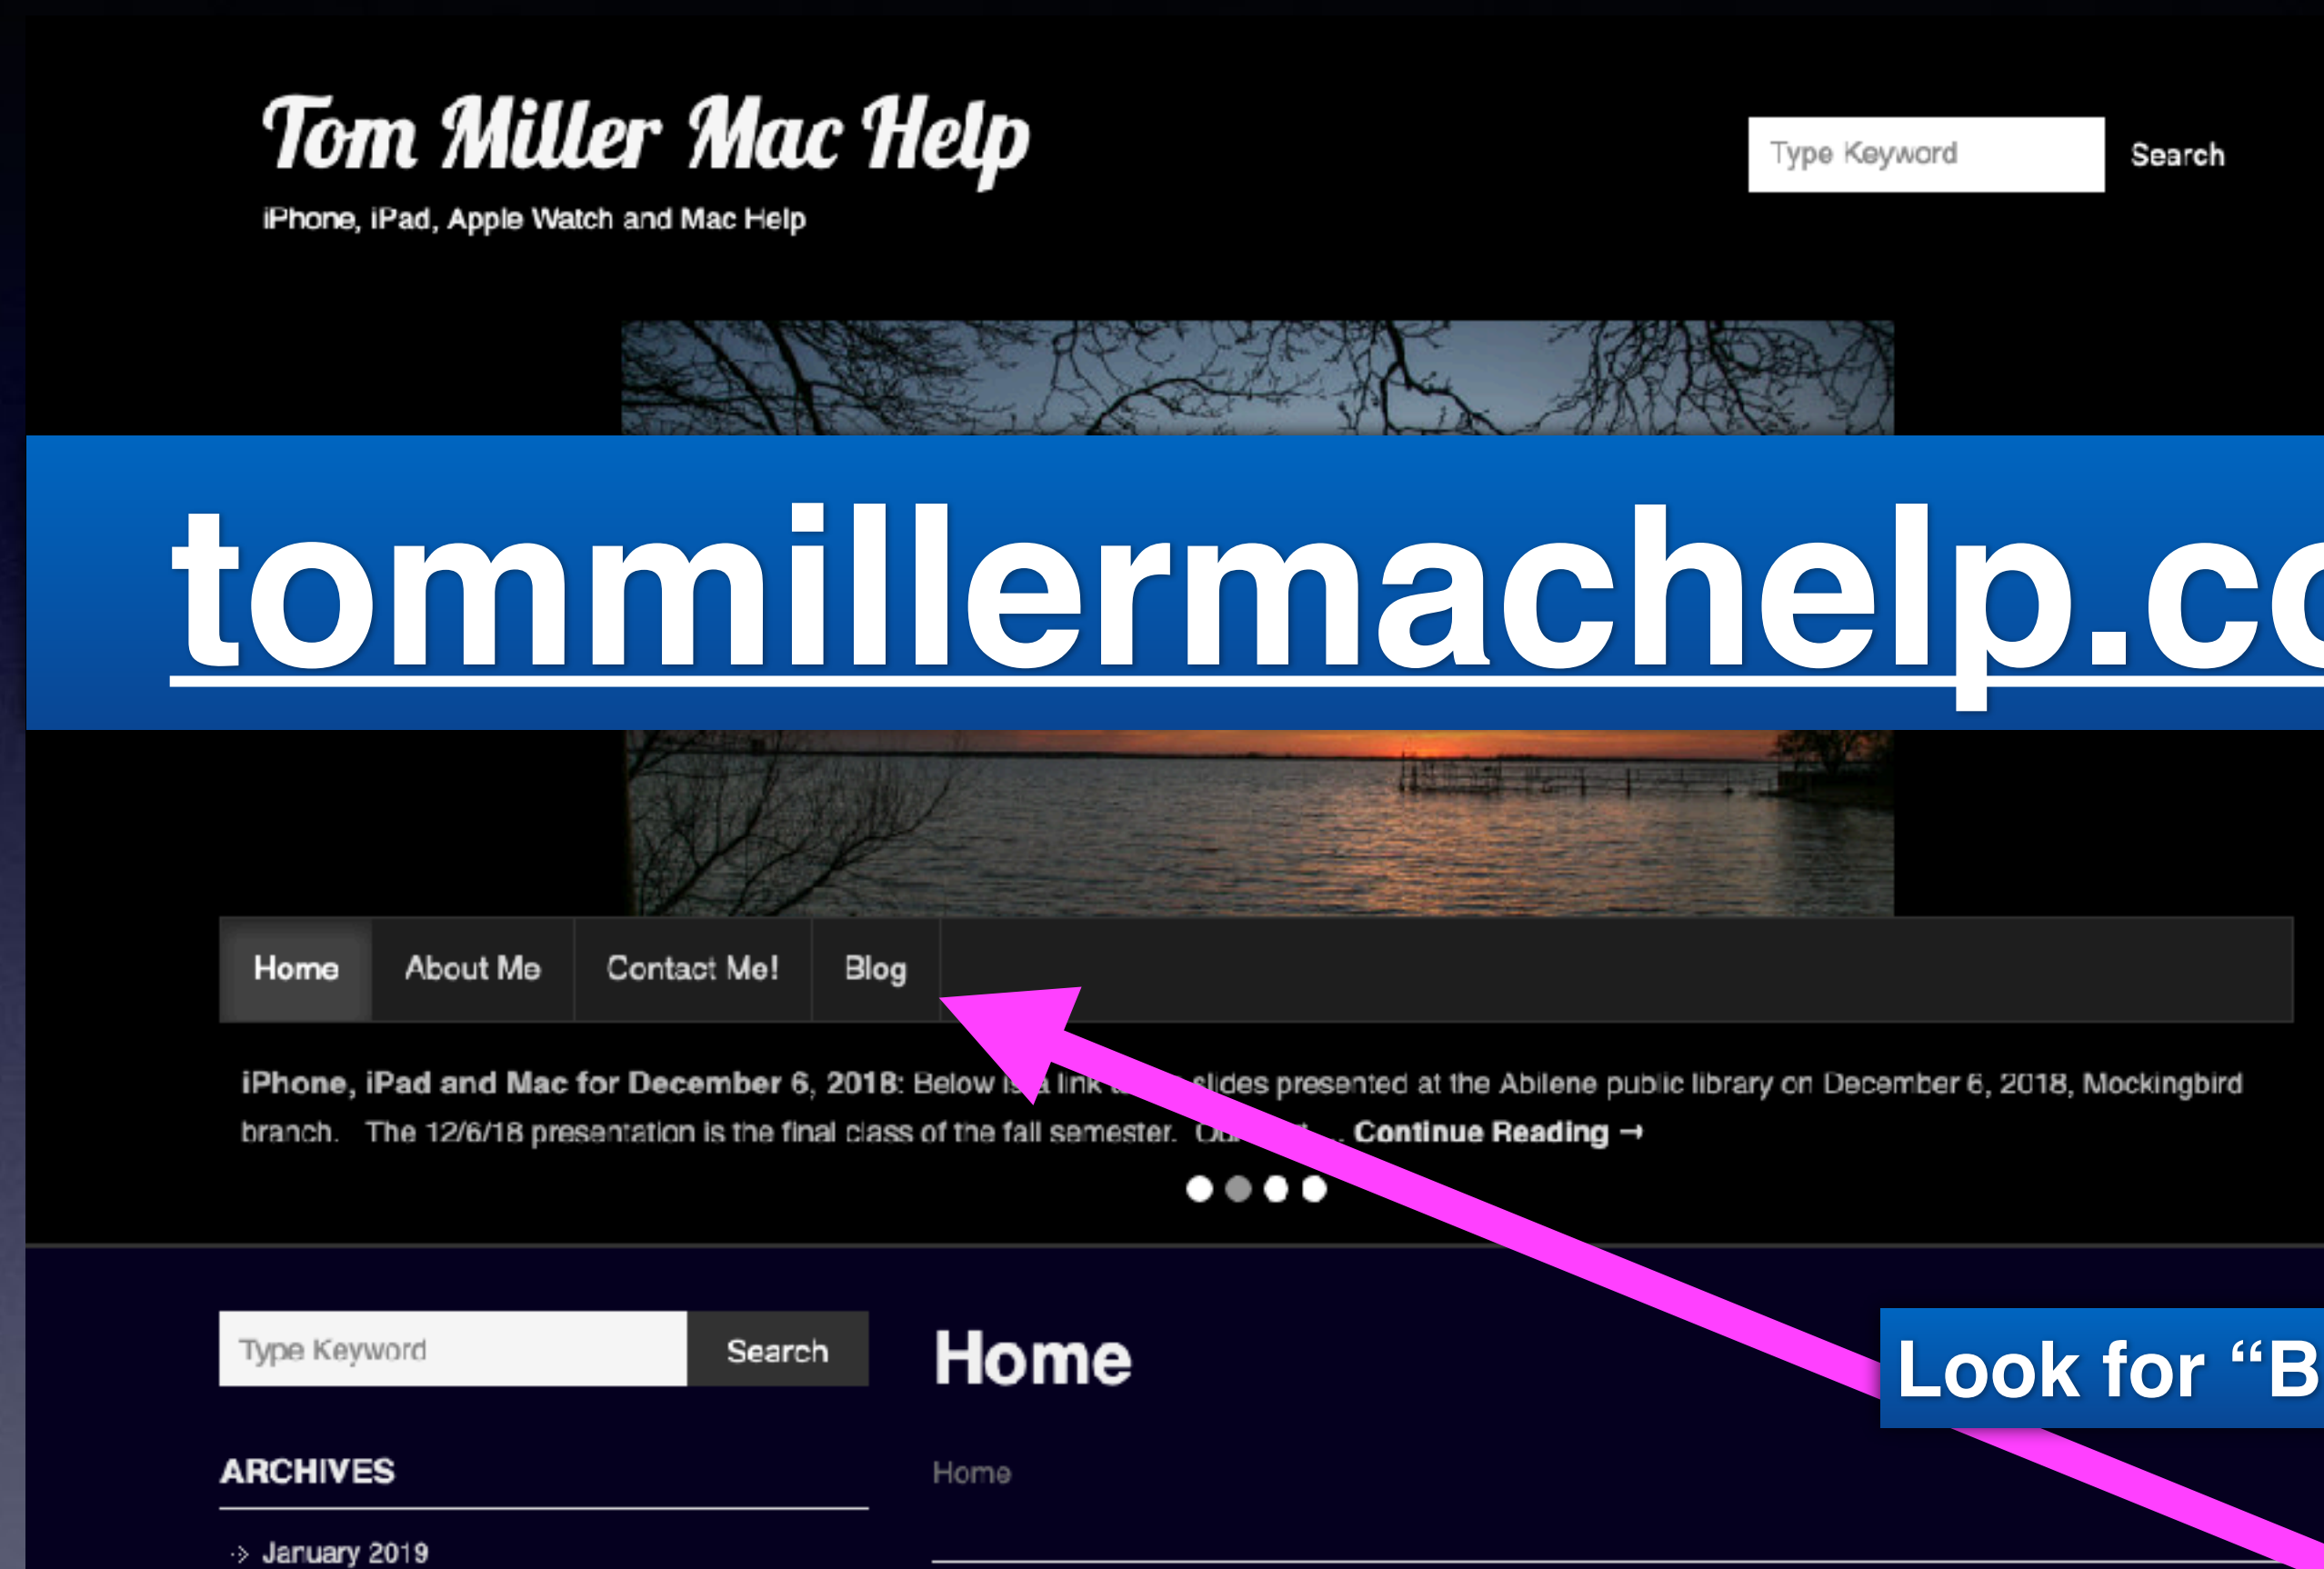 Tom Miller Mac Help
Type Keyword Search
iPhone, iPad, Apple Watch and Mac Help
tommillermachelp.co
Home About Me Contact Me! Blog
iPhone, iPad and Mac for December 6, 2018: Below is a link slides presented at the Abilene public library on December 6, 2018, Mockingbird
branch. The 12/6/18 presentation is the final class of the fall semester. ... Continue Reading →
Type Keyword Search
Home
Look for “B
ARCHIVES
Home
January 2019